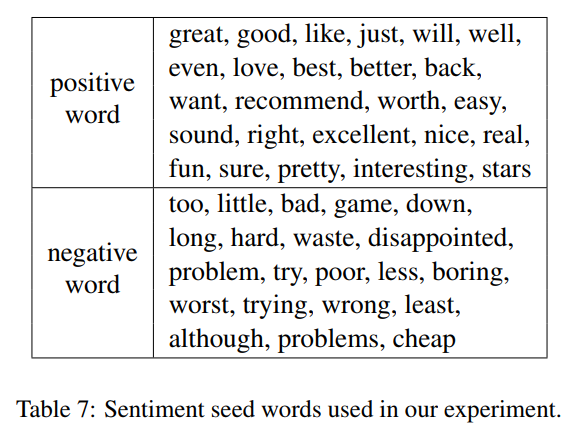 positive
word
great, good, like, just, will, well,
even, love, best, better, back,
want, recommend, worth, easy,
sound, right, excellent, nice, real,
fun, sure, pretty, interesting, stars
negative
word
too, little, bad, game, down,
long, hard, waste, disappointed,
problem, try, poor, less, boring,
worst, trying, wrong, least,
although, problems, cheap
Table 7: Sentiment seed words used in our experiment.